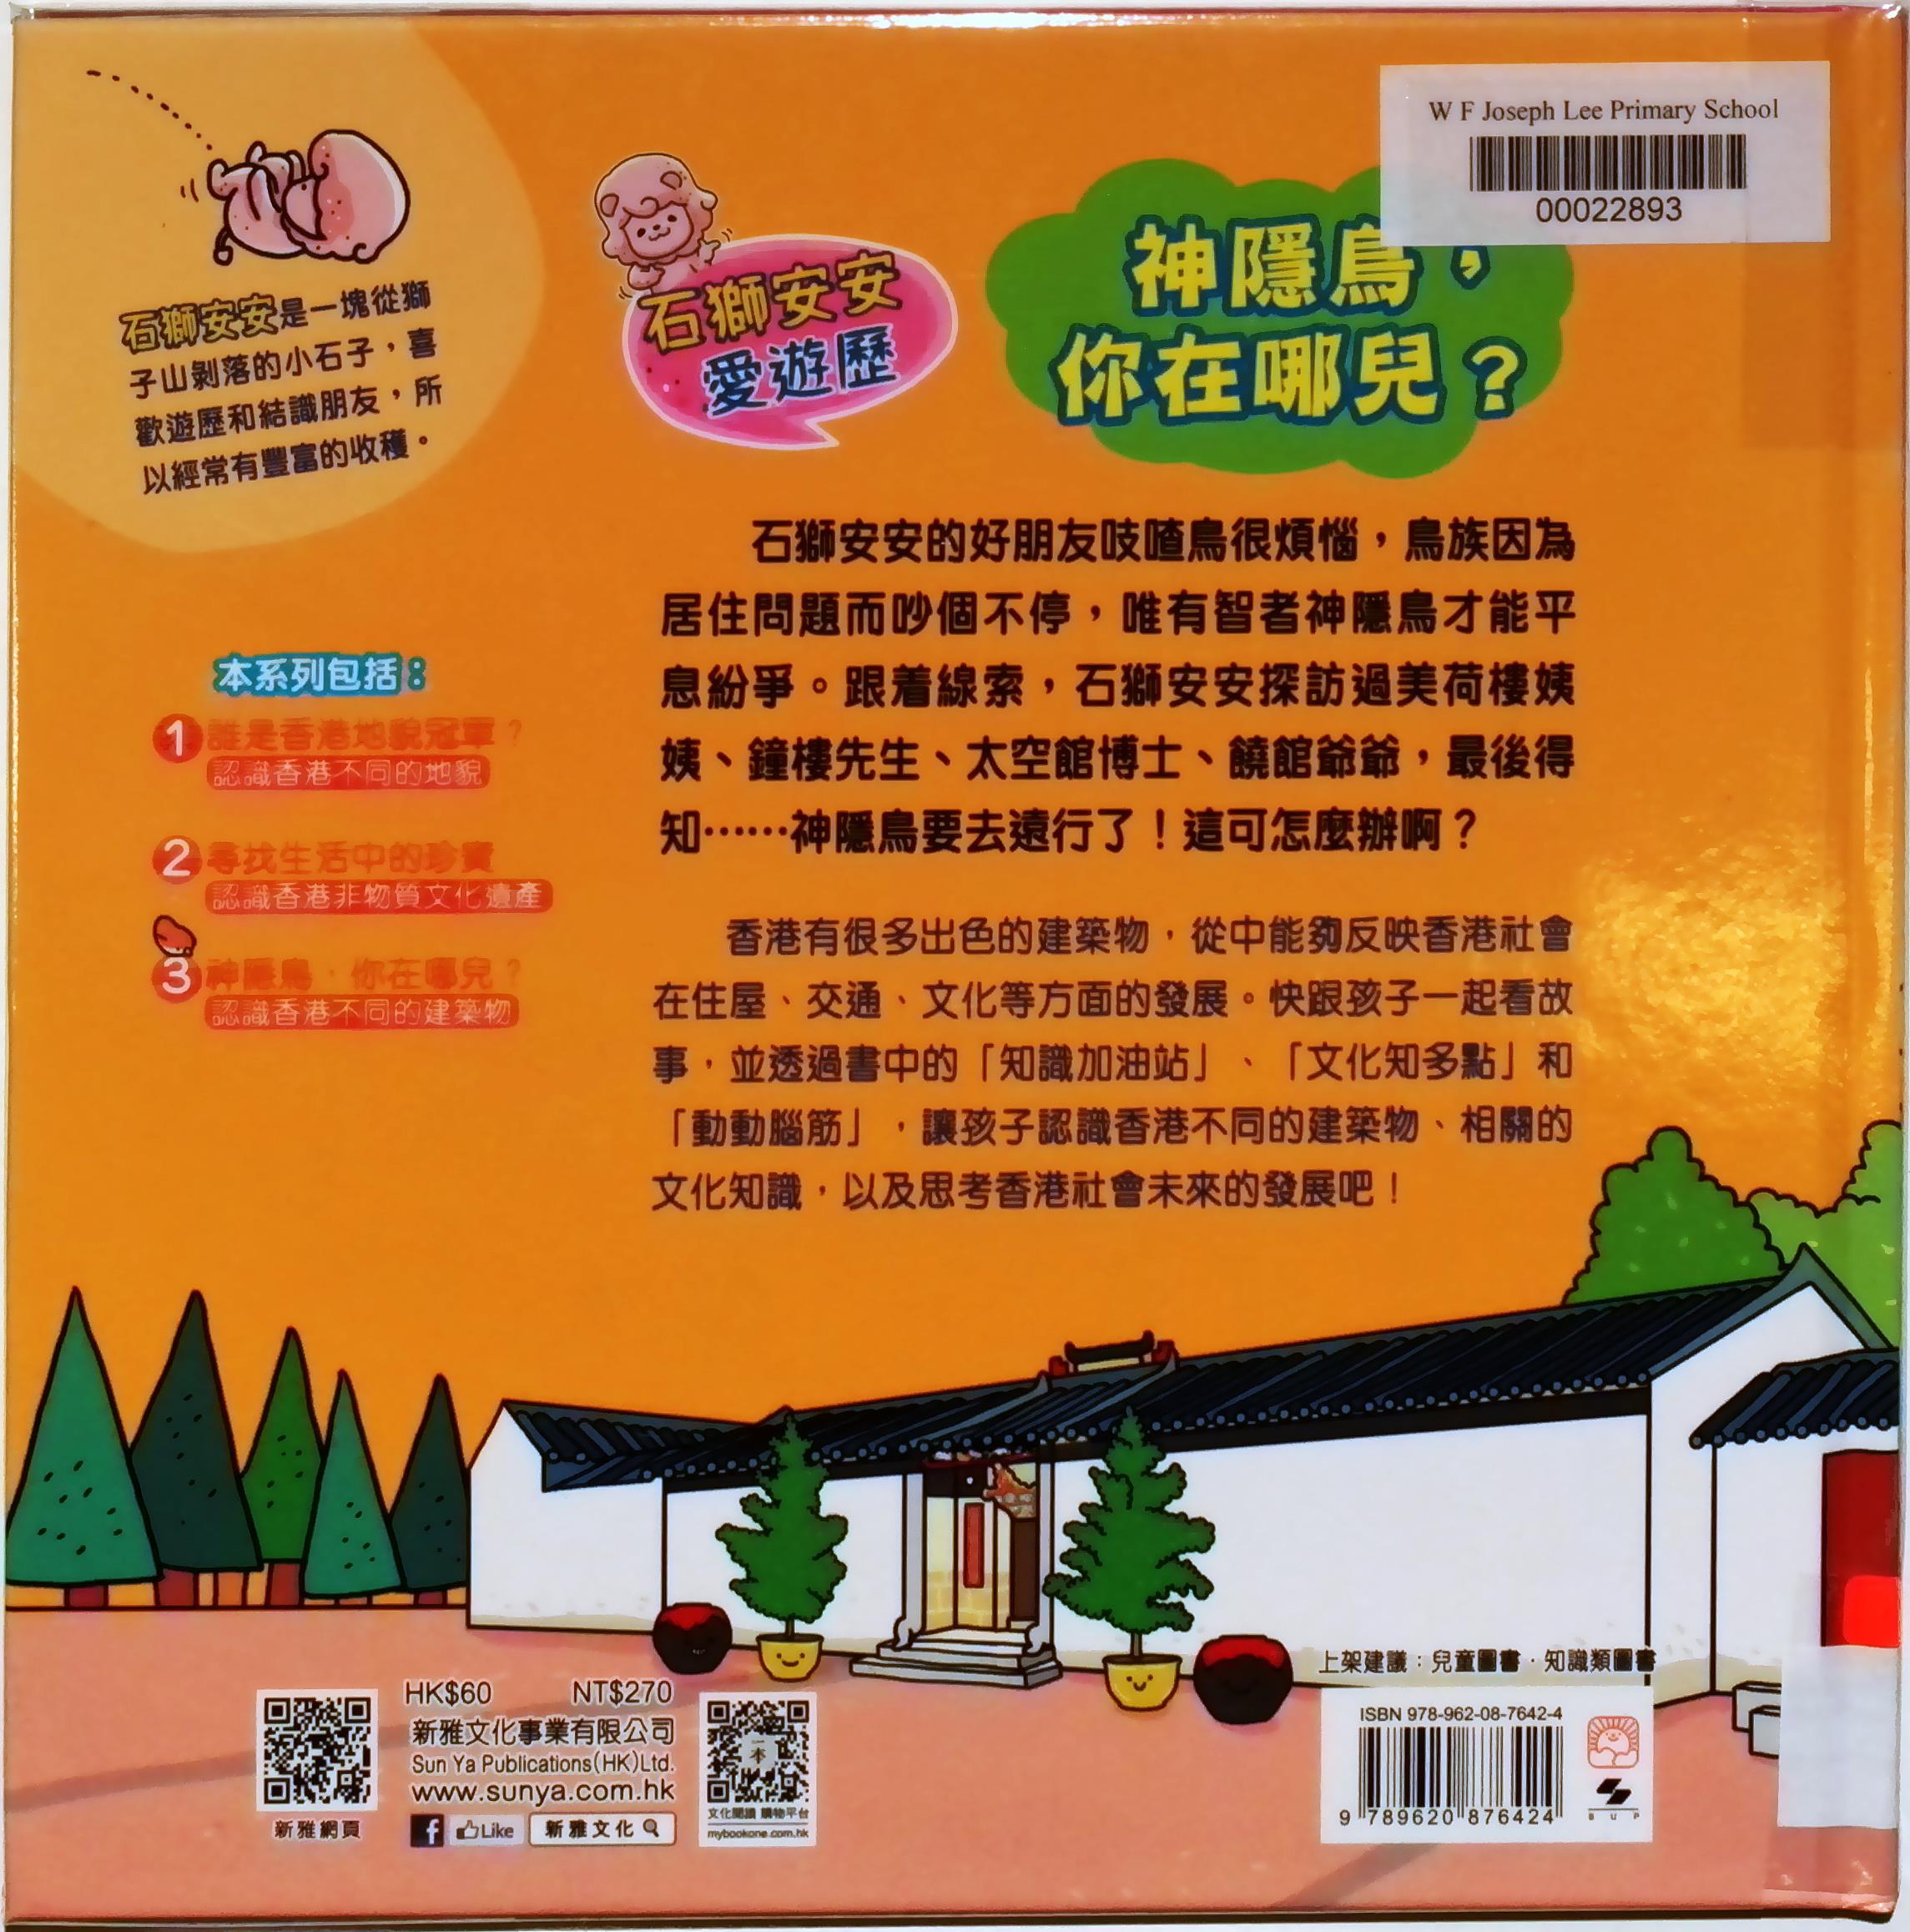 W F Joseph Lee Primary School
00022893
石獅安安是一塊從獅
子山剝落的小石子，喜
歡遊歷和結識朋友，所
以經常有豐富的收穫。
石獅安安
愛遊歷
神隱鳥，
你在哪兒？
石獅安安的好朋友吱喳鳥很煩惱，鳥族因為
居住問題而吵個不停，唯有智者神隱鳥才能平
息紛爭。跟着線索，石獅安安探訪過美荷樓姨
姨、鐘樓先生、太空館博士、饒館爺爺，最後得
知……神隱鳥要去遠行了！這可怎麼辦啊？
香港有很多出色的建築物，從中能夠反映香港社會
在住屋、交通、文化等方面的發展。快跟孩子一起看故
事，並透過書中的「知識加油站」、「文化知多點」和
「動動腦筋」，讓孩子認識香港不同的建築物、相關的
文化知識，以及思考香港社會未來的發展吧！
本系列包括：
1 誰是香港地貌冠軍？
認識香港不同的地貌
2 尋找生活中的珍寶
認識香港非物質文化遺產
3 神隱鳥，你在哪兒？
認識香港不同的建築物
HK$60 NT$270
新雅文化事業有限公司
Sun Ya Publications(HK)Ltd.
www.sunya.com.hk
Like
新雅文化
新雅網頁
一本
文化閱讀 購物平台
mybookone.com.hk
上架建議：兒童圖書．知識類圖書
ISBN 978-962-08-7642-4
9 789620 876424
SUP